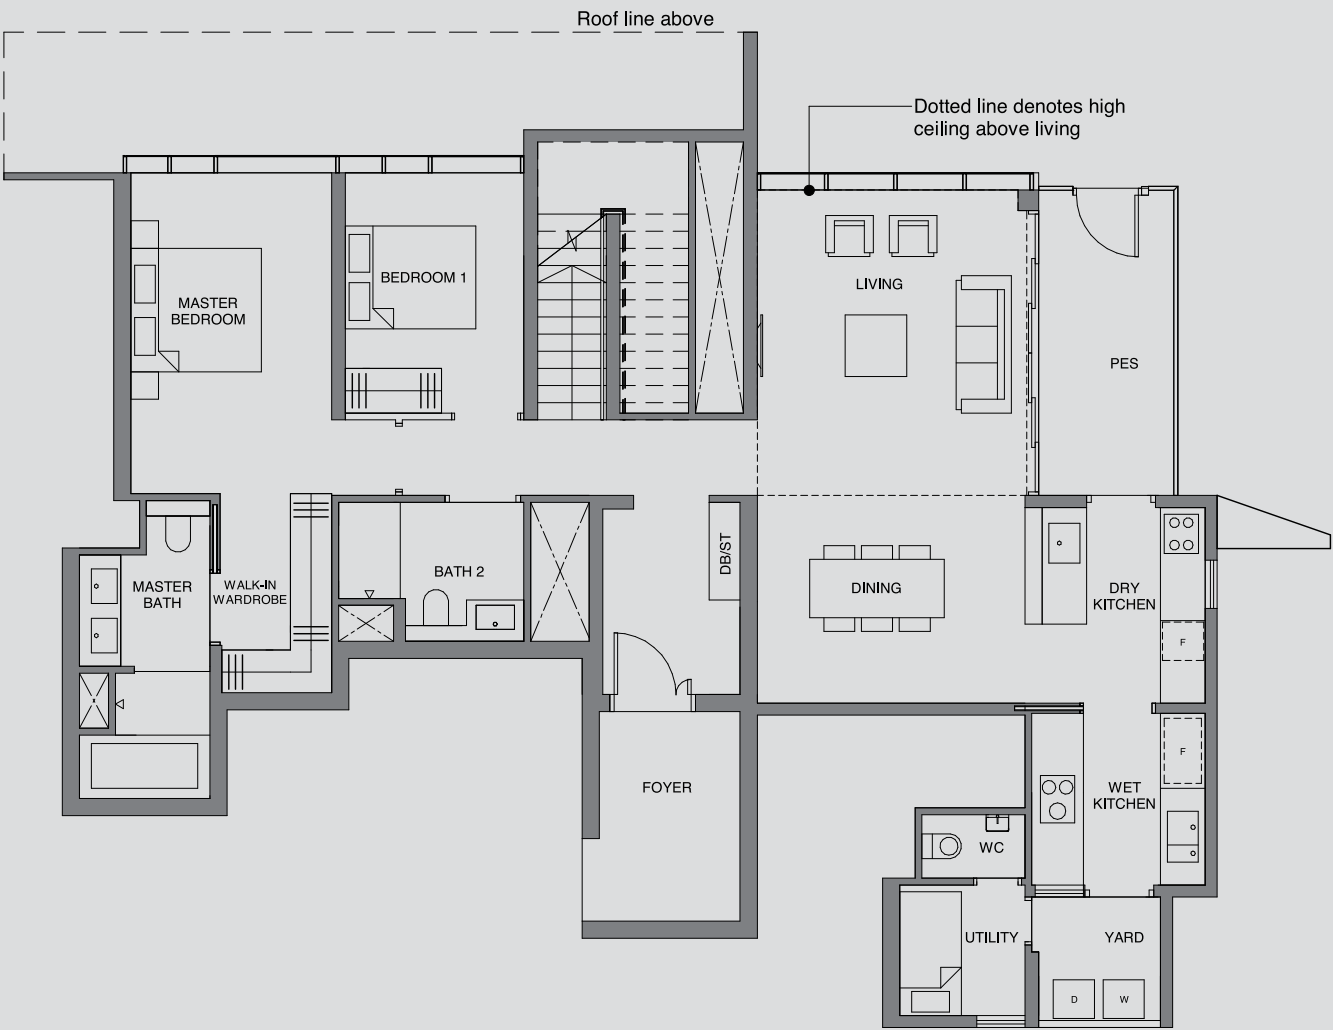 Roof line above
Dotted line denotes high
ceiling above living
BEDROOM 1
MASTER
BEDROOM
LIVING
PES
MASTER
BATH
WALK-IN
WARDROBE
BATH 2
DB/ST
DINING
DRY
KITCHEN
F
F
FOYER
WET
KITCHEN
WC
UTILITY
YARD
D
W